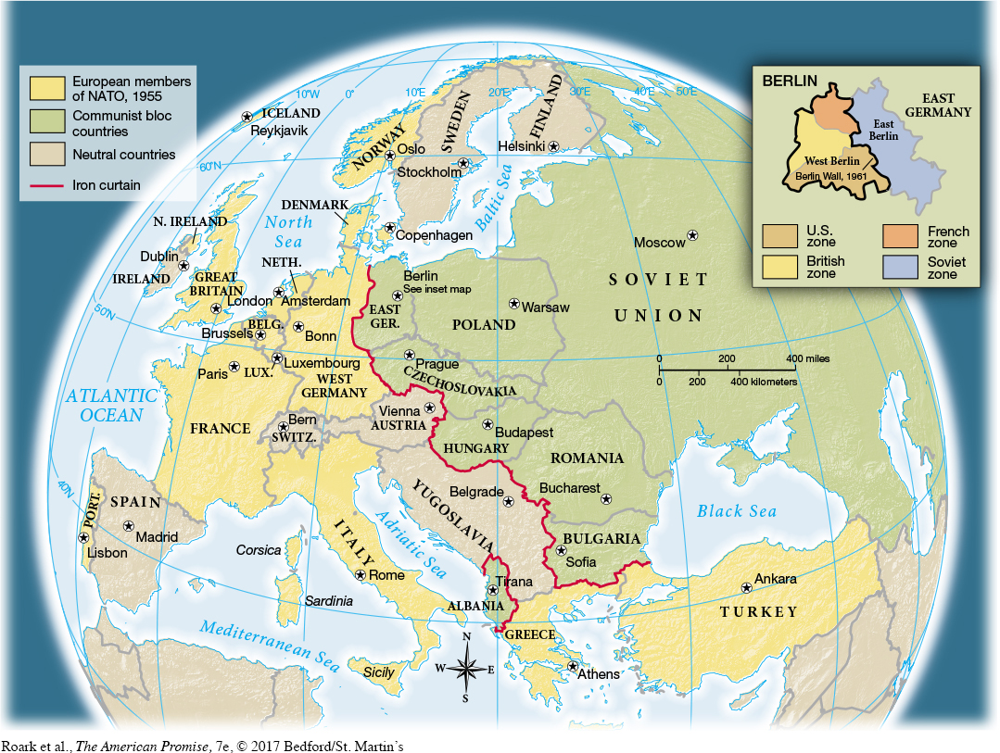 European members
of NATO, 1955
Communist bloc
countries
Neutral countries
Iron curtain
BERLIN
EAST
GERMANY
East
Berlin
West Berlin
Berlin Wall, 1961
U.S.
zone
French
zone
British
zone
Soviet
zone
10°W
0°
10°E
20°E
30°E
40°E
50°E
60°N
50°N
40°N
ICELAND
Reykjavik
NORWAY
Oslo
SWEDEN
Stockholm
FINLAND
Helsinki
Baltic Sea
DENMARK
Copenhagen
North
Sea
N. IRELAND
Dublin
IRELAND
GREAT
BRITAIN
London
NETH.
Amsterdam
BELG.
Brussels
Bonn
Luxembourg
LUX.
Paris
WEST
GERMANY
FRANCE
Bern
SWITZ.
ATLANTIC
OCEAN
Berlin
See inset map
EAST
GER.
POLAND
Warsaw
Prague
CZECHOSLOVAKIA
Vienna
AUSTRIA
Budapest
HUNGARY
Moscow
SOVIET
UNION
0 200 400 miles
0 200 400 kilometers
ROMANIA
Bucharest
Belgrade
YUGOSLAVIA
BULGARIA
Sofia
Black Sea
PORT.
Lisbon
SPAIN
Madrid
Corsica
Sardinia
ITALY
Rome
Adriatic Sea
Tirana
ALBANIA
GREECE
Athens
Ankara
TURKEY
Mediterranean Sea
Sicily
N
W E
S
Roark et al., The American Promise, 7e, © 2017 Bedford/St. Martin’s